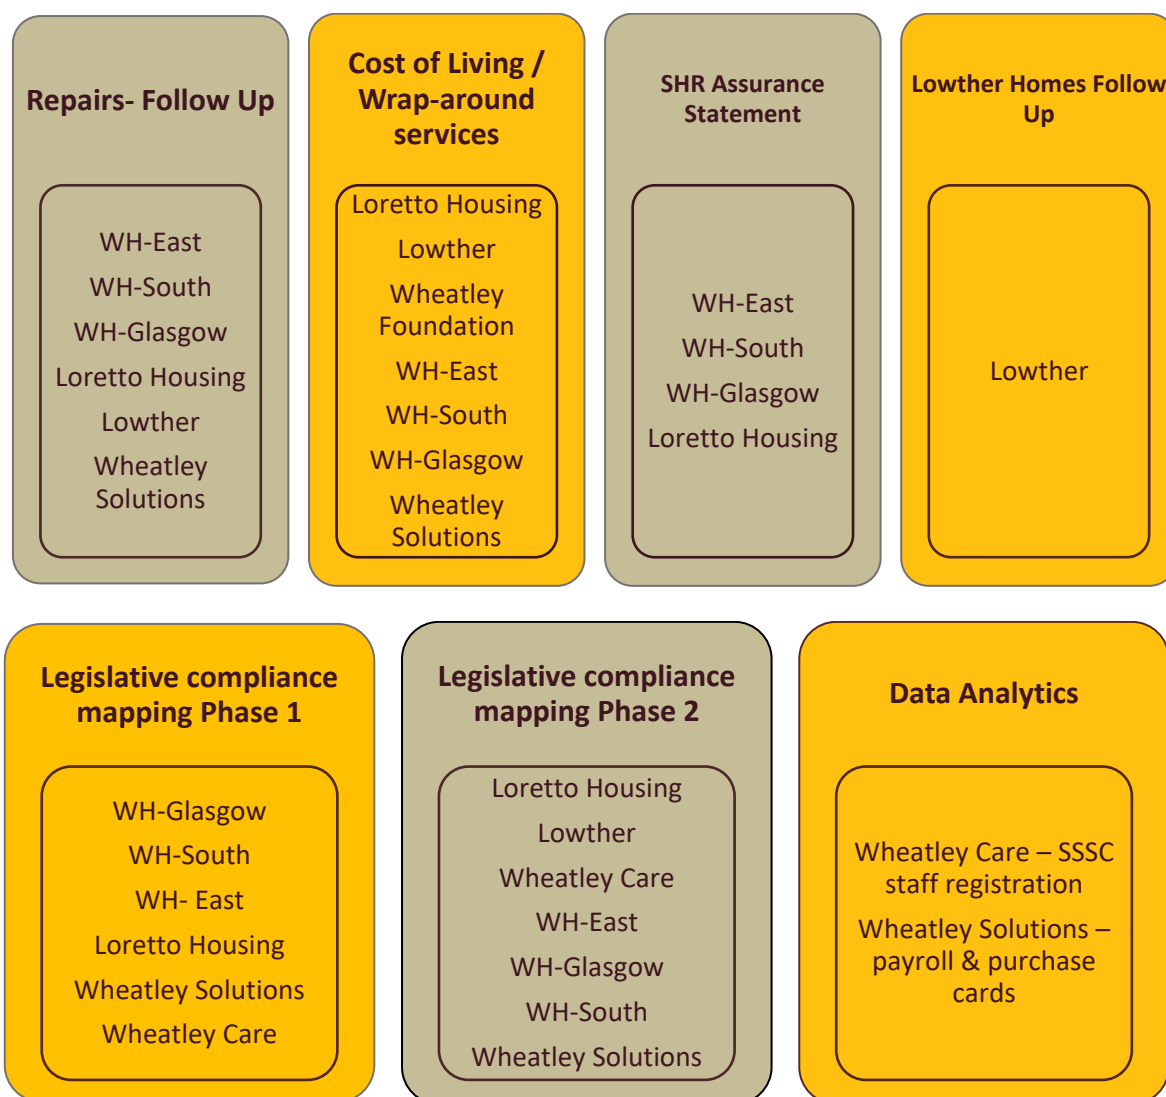 Repairs- Follow Up
WH-East
WH-South
WH-Glasgow
Loretto Housing
Lowther
Wheatley
Solutions
Cost of Living /
Wrap-around
services
Loretto Housing
Lowther
Wheatley
Foundation
WH-East
WH-South
WH-Glasgow
Wheatley
Solutions
SHR Assurance
Statement
WH-East
WH-South
WH-Glasgow
Loretto Housing
Lowther Homes Follow
Up
Lowther
Legislative compliance
mapping Phase 1
WH-Glasgow
WH-South
WH- East
Loretto Housing
Wheatley Solutions
Wheatley Care
Legislative compliance
mapping Phase 2
Loretto Housing
Lowther
Wheatley Care
WH-East
WH-Glasgow
WH-South
Wheatley Solutions
Data Analytics
Wheatley Care – SSSC
staff registration
Wheatley Solutions –
payroll & purchase
cards